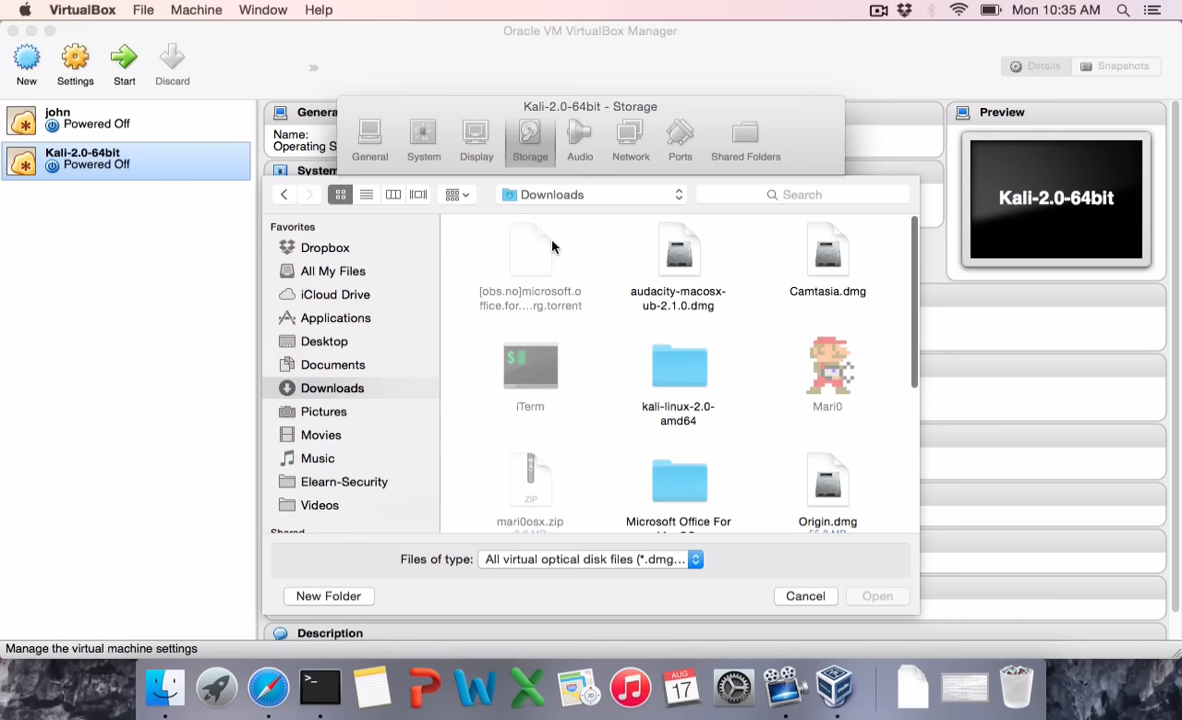 VirtualBox File Machine Window Help Mon 10:35 AM
Oracle VM VirtualBox Manager
New Settings Start Discard » Details Snapshots
john
Powered Off
Kali-2.0-64bit
Powered Off
Genera
Name:
Operating S
System
Kali-2.0-64bit - Storage
General System Display Storage Audio Network Ports Shared Folders
Preview
Kali-2.0-64bit
Downloads Search
Favorites
Dropbox
All My Files
iCloud Drive
Applications
Desktop
Documents
Downloads
Pictures
Movies
Music
Elearn-Security
Videos
Shared
[obs.no]microsoft.o
ffice.for....rg.torrent
audacity-macosx-
ub-2.1.0.dmg
Camtasia.dmg
$
iTerm
kali-linux-2.0-
amd64
Mari0
ZIP
mari0osx.zip
Microsoft Office For
Origin.dmg
Files of type: All virtual optical disk files (*.dmg...
New Folder Cancel Open
Description
Manage the virtual machine settings
AUG
17